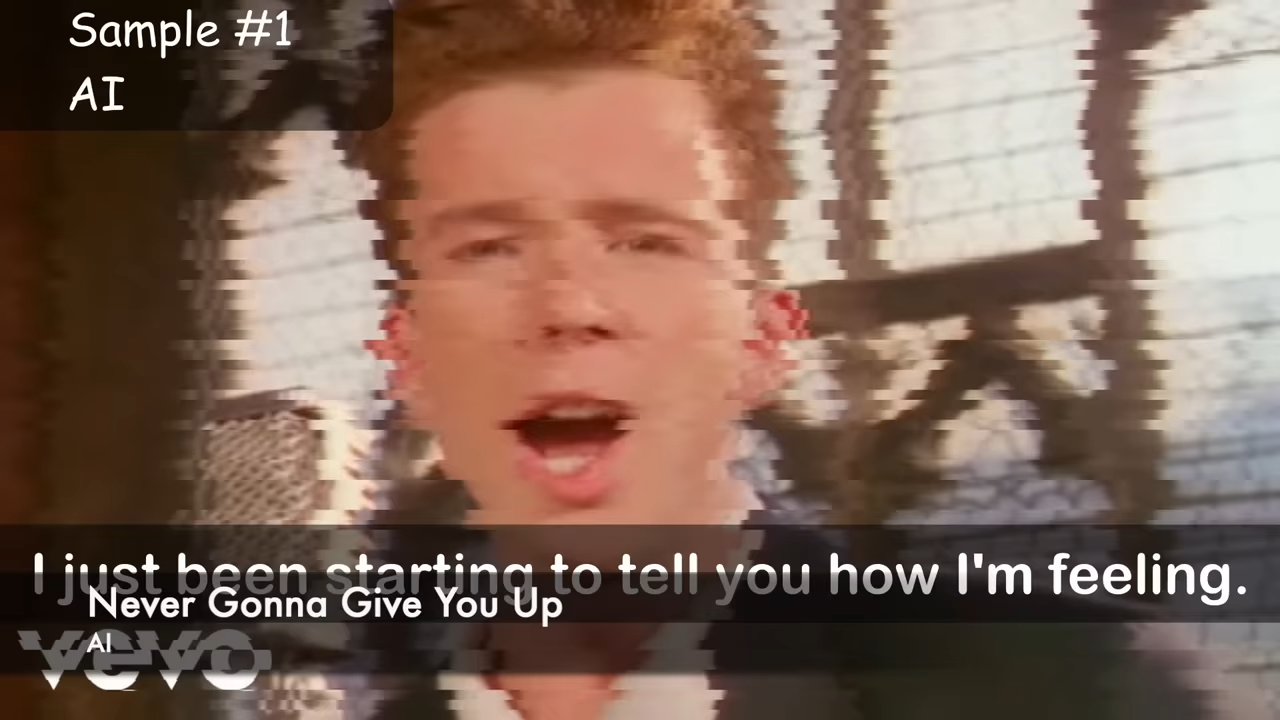 Sample #1
AI
I just been starting to tell you how I'm feeling.
Never Gonna Give You Up
AI
vevo